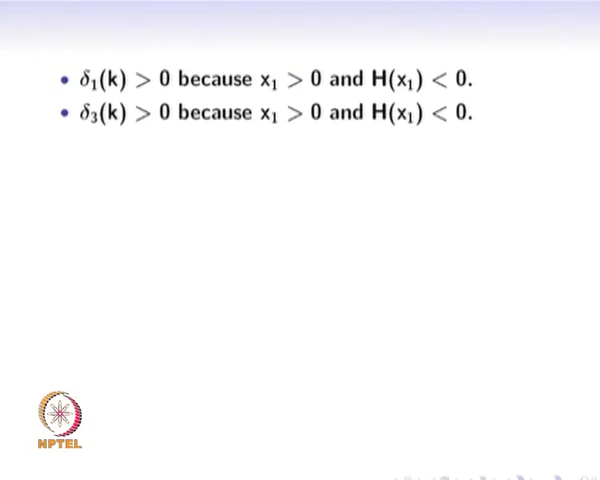 • δ₁(k) > 0 because x₁ > 0 and H(x₁) < 0.
• δ₃(k) > 0 because x₁ > 0 and H(x₁) < 0.
NPTEL